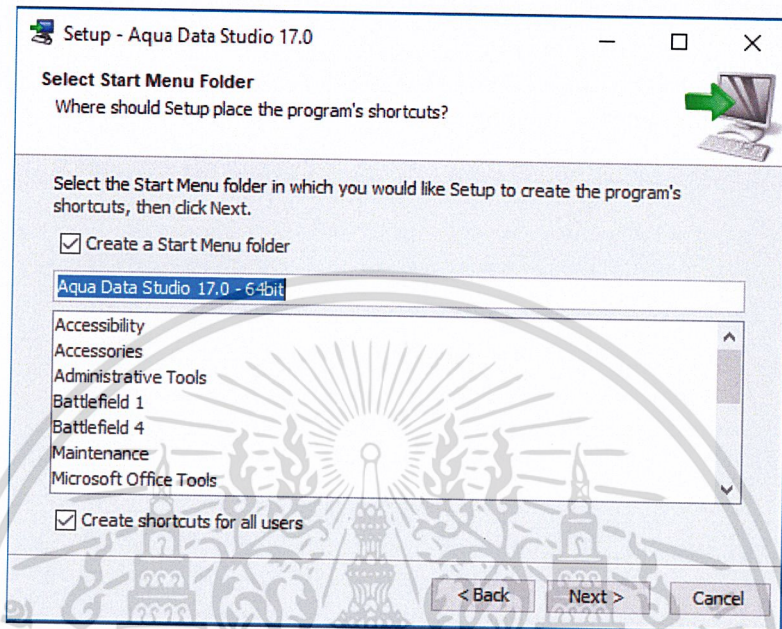 Setup - Aqua Data Studio 17.0
Select Start Menu Folder
Where should Setup place the program's shortcuts?
Select the Start Menu folder in which you would like Setup to create the program's
shortcuts, then click Next.
Create a Start Menu folder
Aqua Data Studio 17.0 - 64bit
Accessibility
Accessories
Administrative Tools
Battlefield 1
Battlefield 4
Maintenance
Microsoft Office Tools
Create shortcuts for all users
< Back Next > Cancel